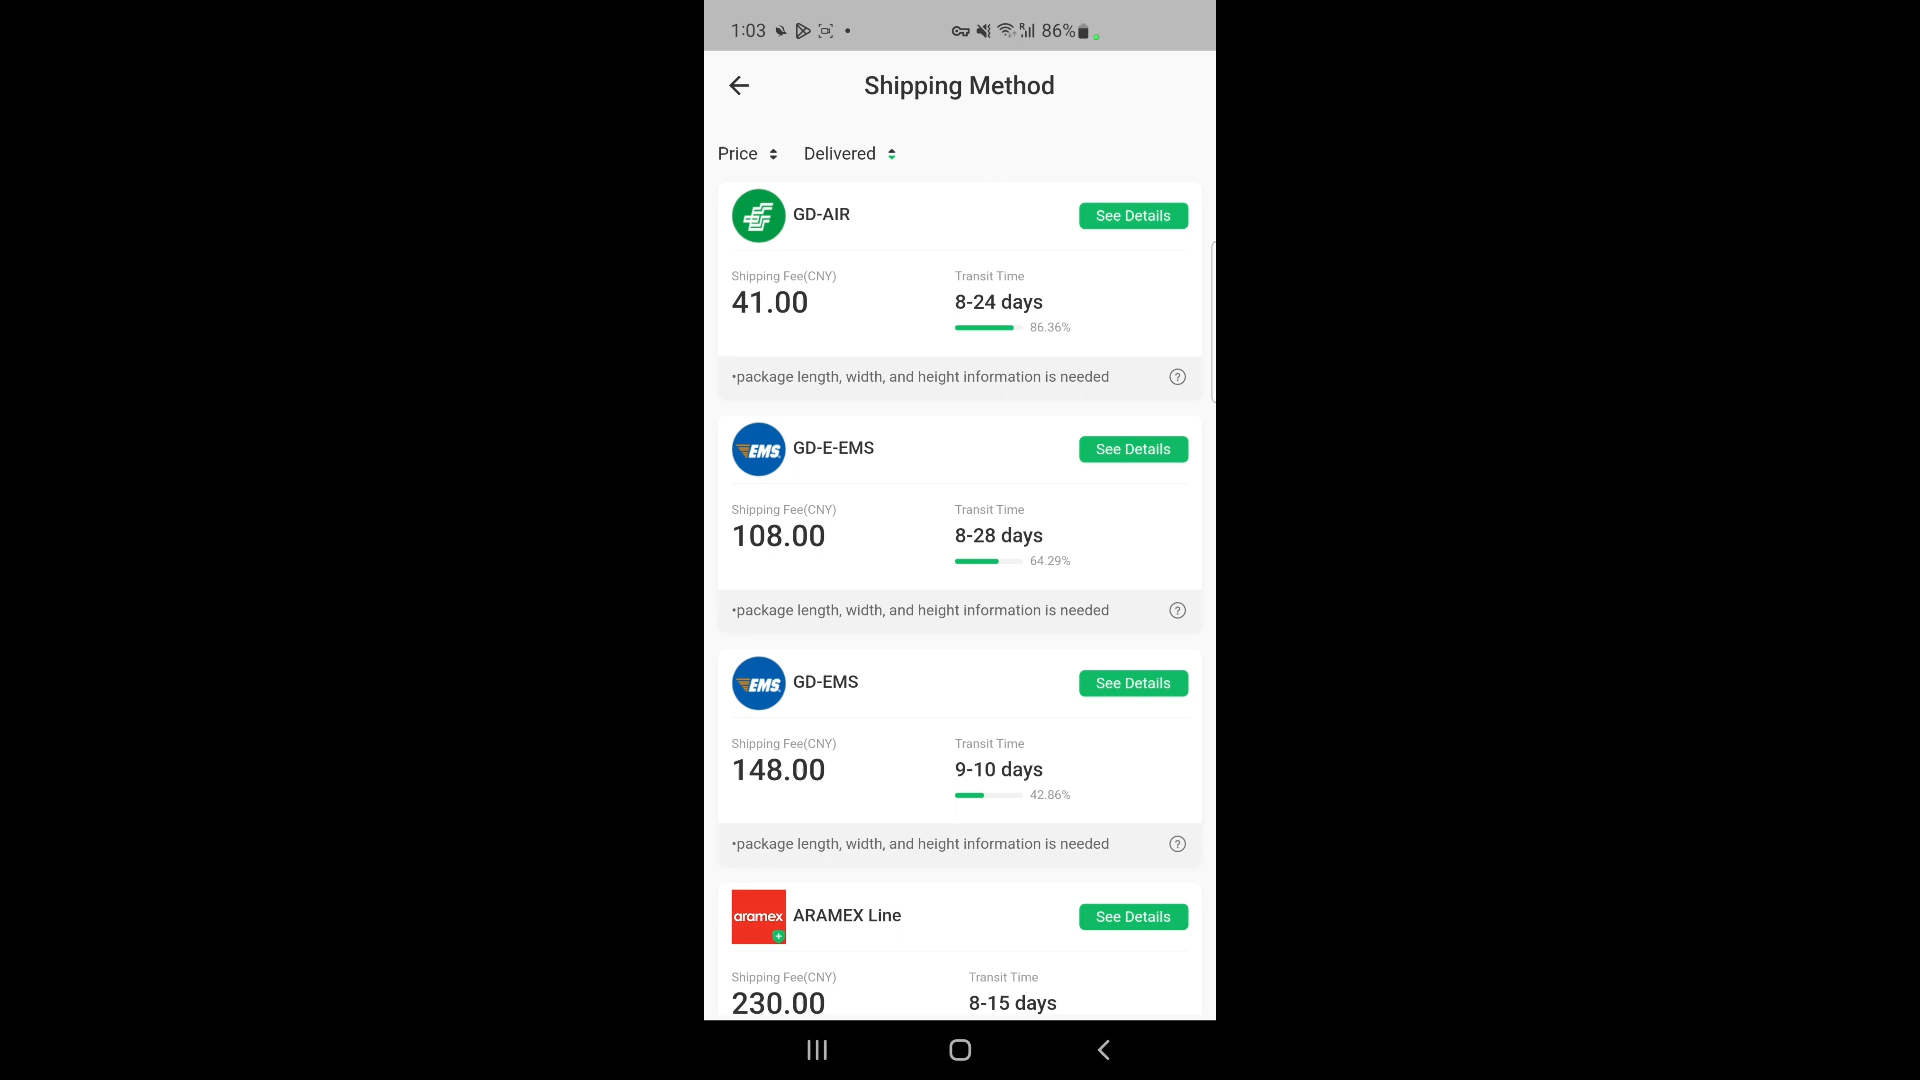 1:03 86%
Shipping Method
Price Delivered
GD-AIR See Details
Shipping Fee(CNY) Transit Time
41.00 8-24 days
86.36%
•package length, width, and height information is needed
EMS GD-E-EMS See Details
Shipping Fee(CNY) Transit Time
108.00 8-28 days
64.29%
•package length, width, and height information is needed
EMS GD-EMS See Details
Shipping Fee(CNY) Transit Time
148.00 9-10 days
42.86%
•package length, width, and height information is needed
aramex ARAMEX Line See Details
Shipping Fee(CNY) Transit Time
230.00 8-15 days